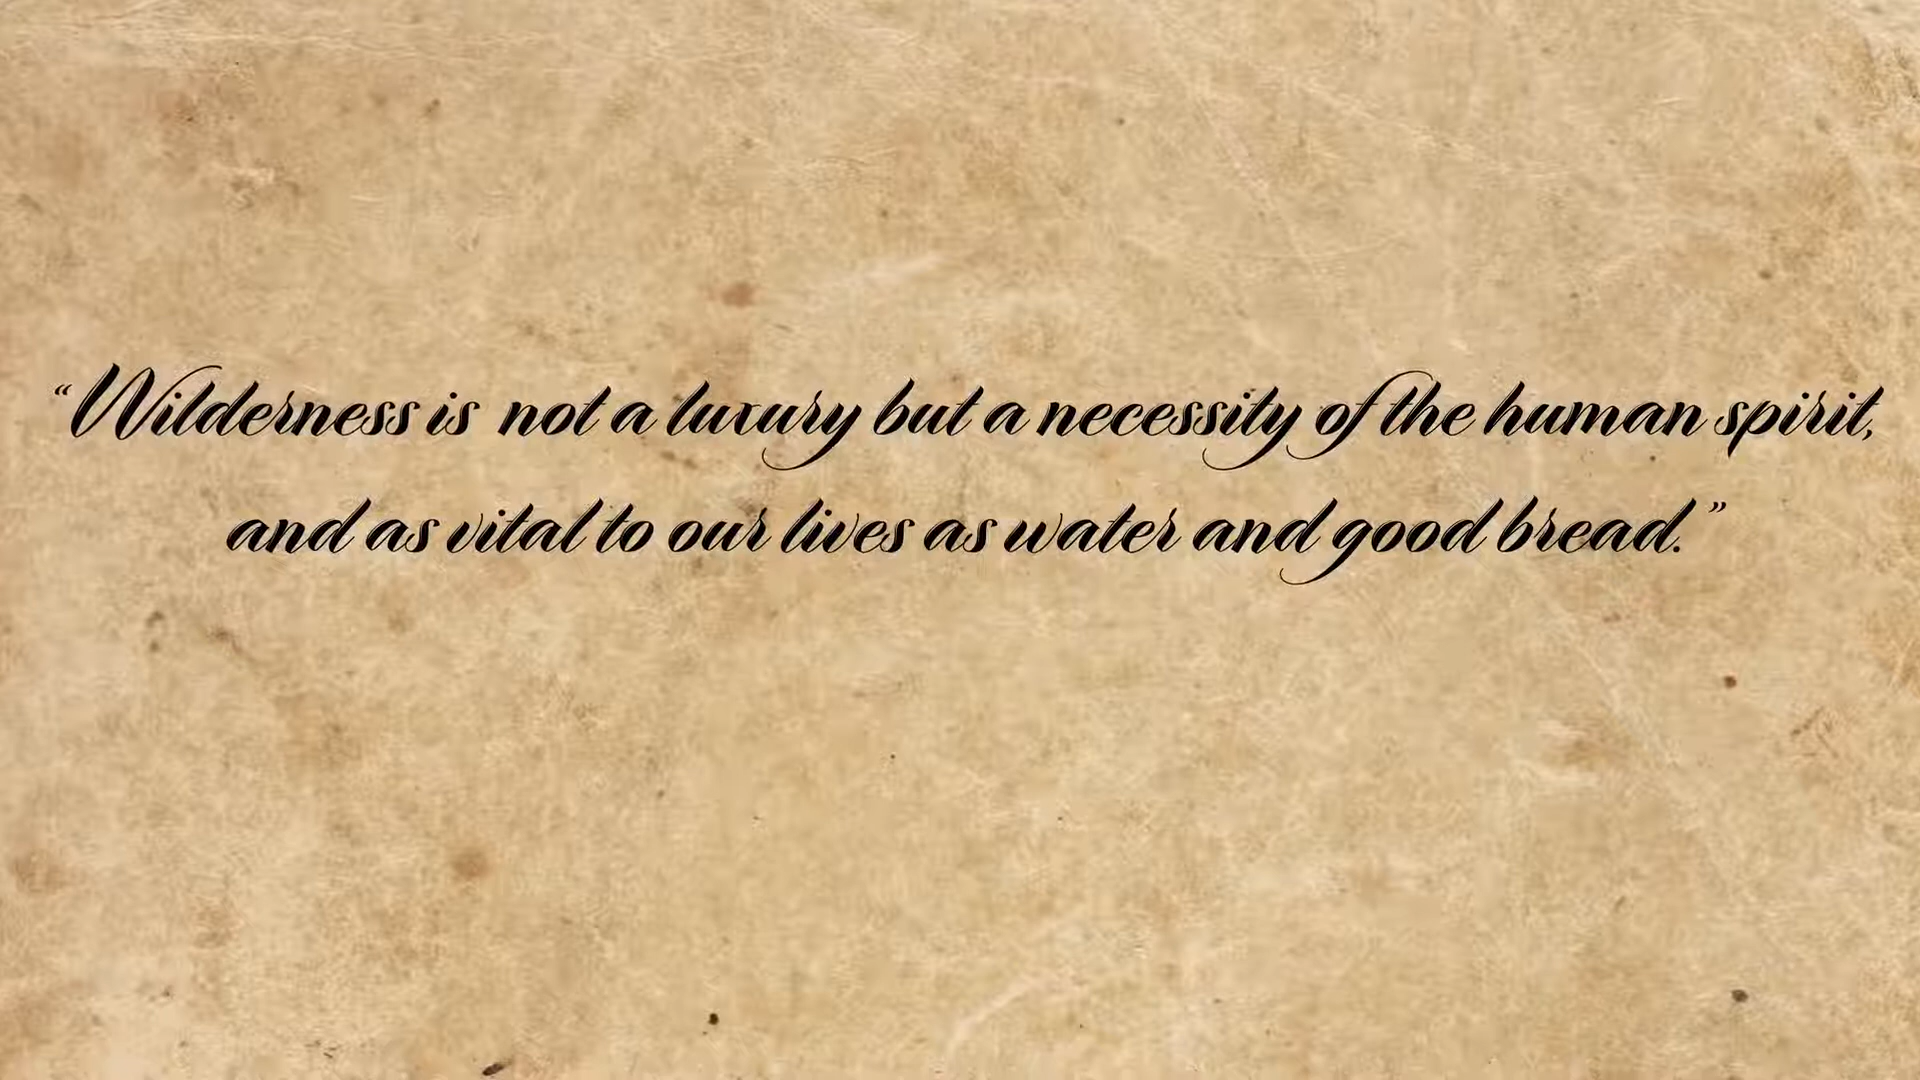 “Wilderness is not a luxury but a necessity of the human spirit,
and as vital to our lives as water and good bread.”